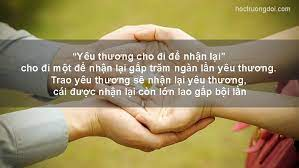 hoctruongdoi.com
"Yêu thương cho đi để nhận lại"
cho đi một để nhận lại gấp trăm ngàn lần yêu thương.
Trao yêu thương sẽ nhận lại yêu thương,
cái được nhận lại còn lớn lao gấp bội lần